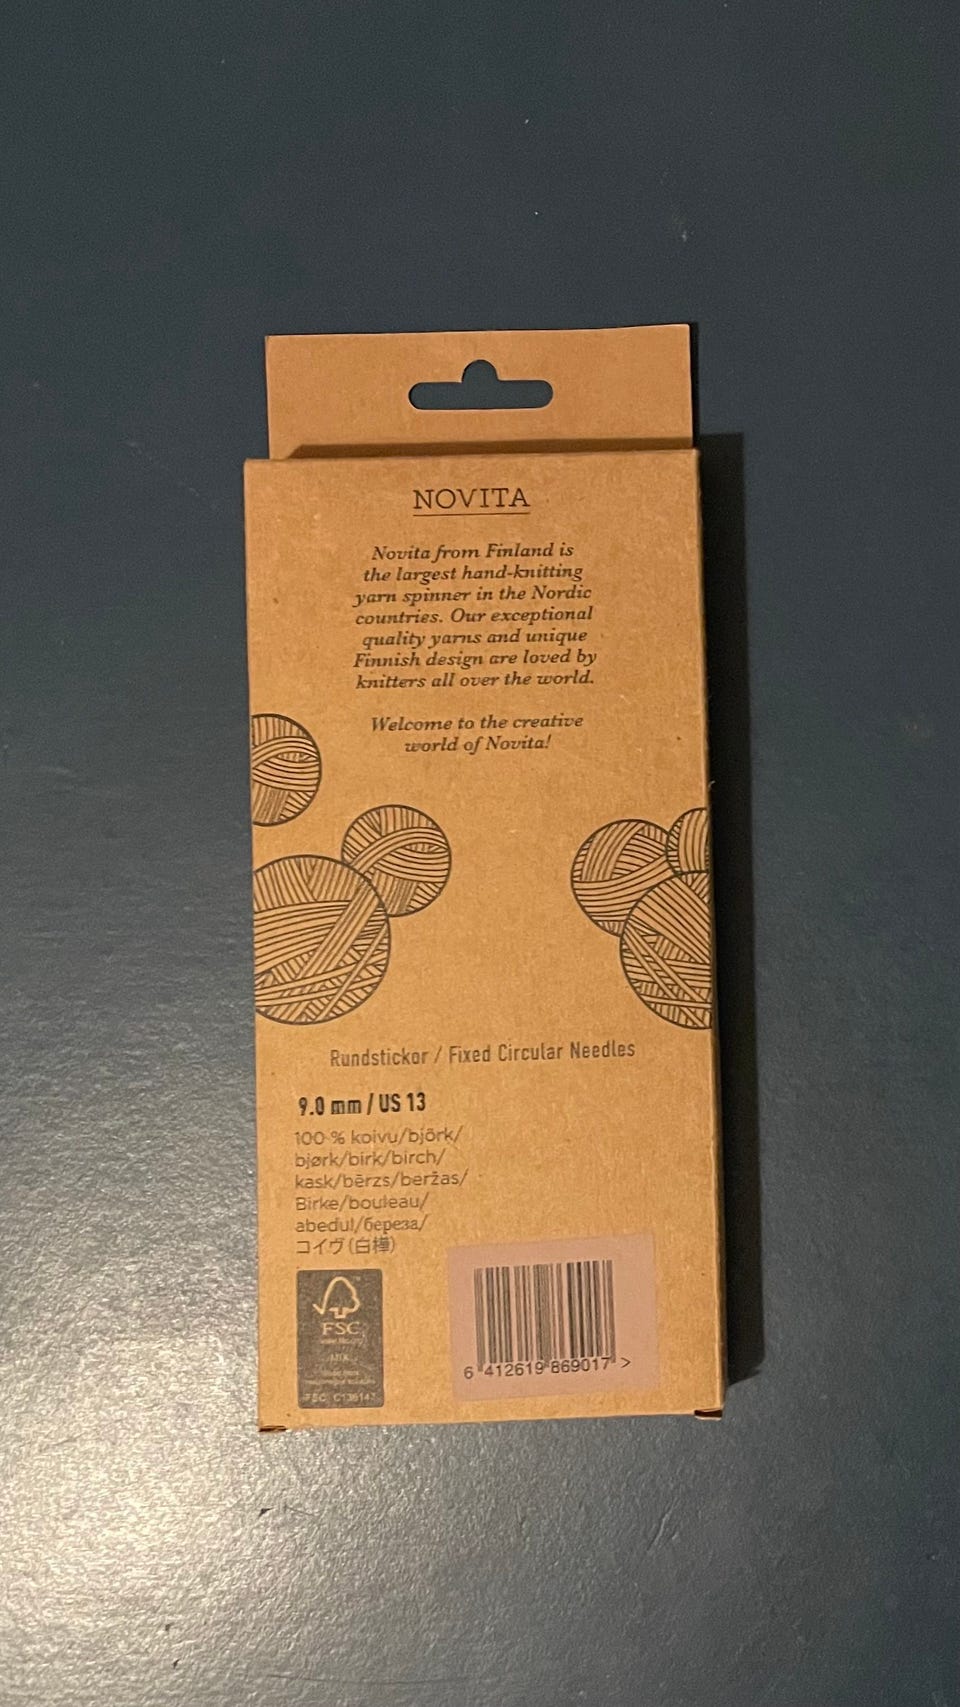 NOVITA
Novita from Finland is
the largest hand-knitting
yarn spinner in the Nordic
countries. Our exceptional
quality yarns and unique
Finnish design are loved by
knitters all over the world.
Welcome to the creative
world of Novita!
Rundstickor / Fixed Circular Needles
9.0 mm / US 13
100 % koivu/björk/
bjørk/birk/birch/
kask/bērzs/beržas/
Birke/bouleau/
abedul/береза/
コイヴ(白樺)
FSC
MIX
6 412619 869017 >